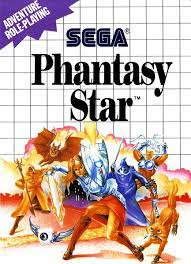 ADVENTURE
ROLE-PLAYING
SEGA
Phantasy
Star™